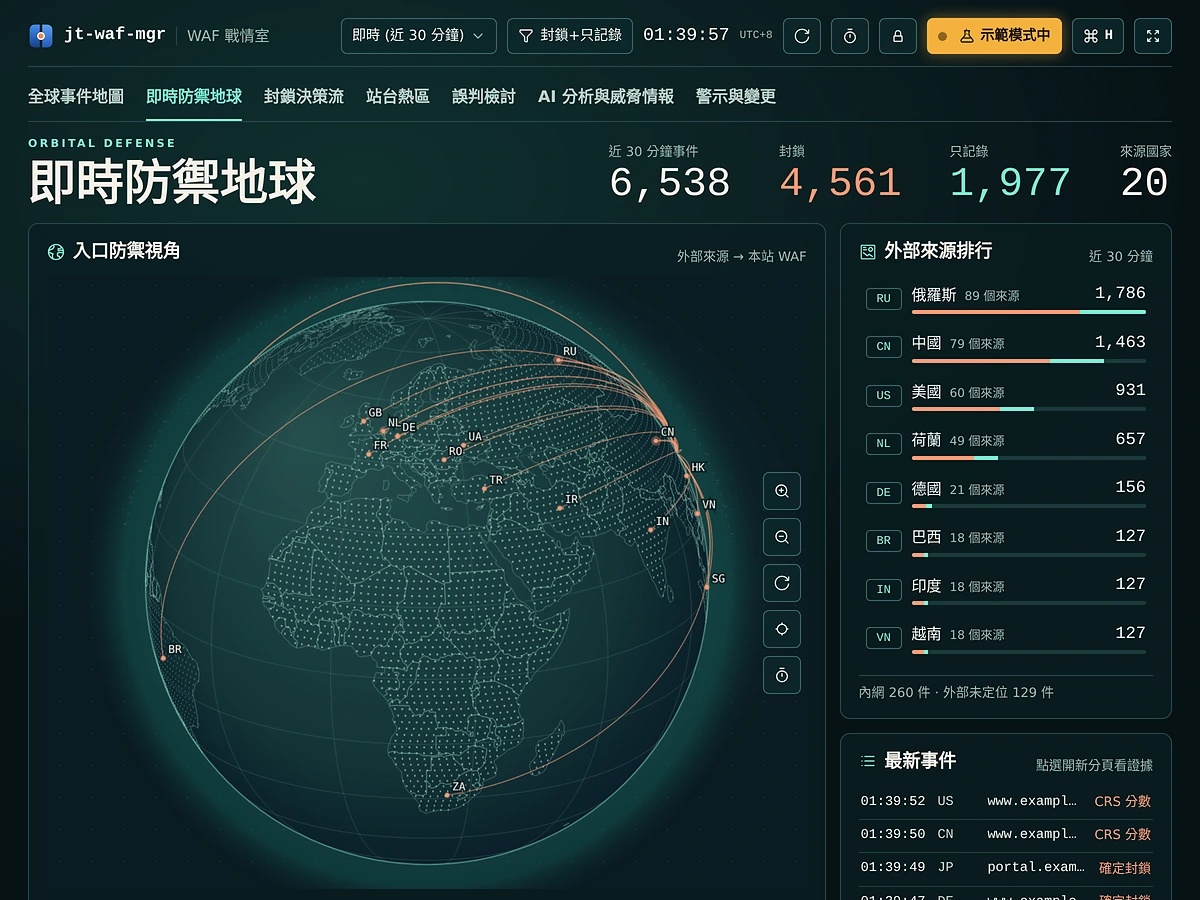 jt-waf-mgr WAF 戰情室 即時 (近 30 分鐘) 封鎖+只記錄 01:39:57 UTC+8 示範模式中 ⌘ H
全球事件地圖 即時防禦地球 封鎖決策流 站台熱區 誤判檢討 AI 分析與威脅情報 警示與變更
ORBITAL DEFENSE
即時防禦地球
近 30 分鐘事件 封鎖 只記錄 來源國家
6,538 4,561 1,977 20
入口防禦視角 外部來源 → 本站 WAF
RU
GB
NL
DE
CN
UA
FR
RO
HK
TR
IR
VN
IN
SG
BR
ZA
外部來源排行 近 30 分鐘
RU 俄羅斯 89 個來源 1,786
CN 中國 79 個來源 1,463
US 美國 60 個來源 931
NL 荷蘭 49 個來源 657
DE 德國 21 個來源 156
BR 巴西 18 個來源 127
IN 印度 18 個來源 127
VN 越南 18 個來源 127
內網 260 件 · 外部未定位 129 件
最新事件 點選開新分頁看證據
01:39:52 US www.exampl… CRS 分數
01:39:50 CN www.exampl… CRS 分數
01:39:49 JP portal.exam… 確定封鎖